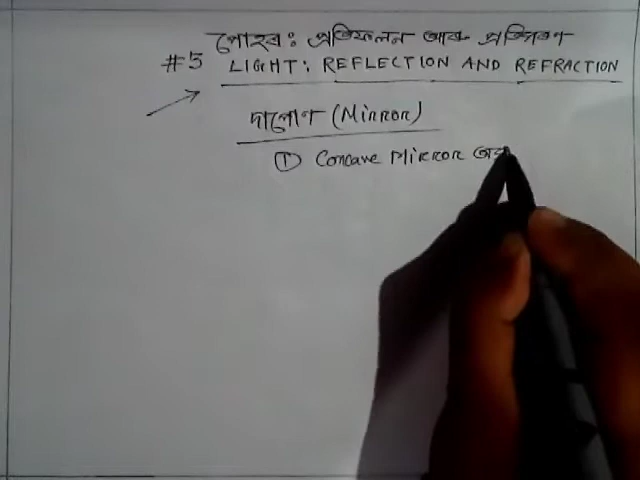 পোহৰ: প্ৰতিফলন আৰু প্ৰতিসৰণ
#5 LIGHT: REFLECTION AND REFRACTION
দাপোণ (Mirror)
① Concave Mirror